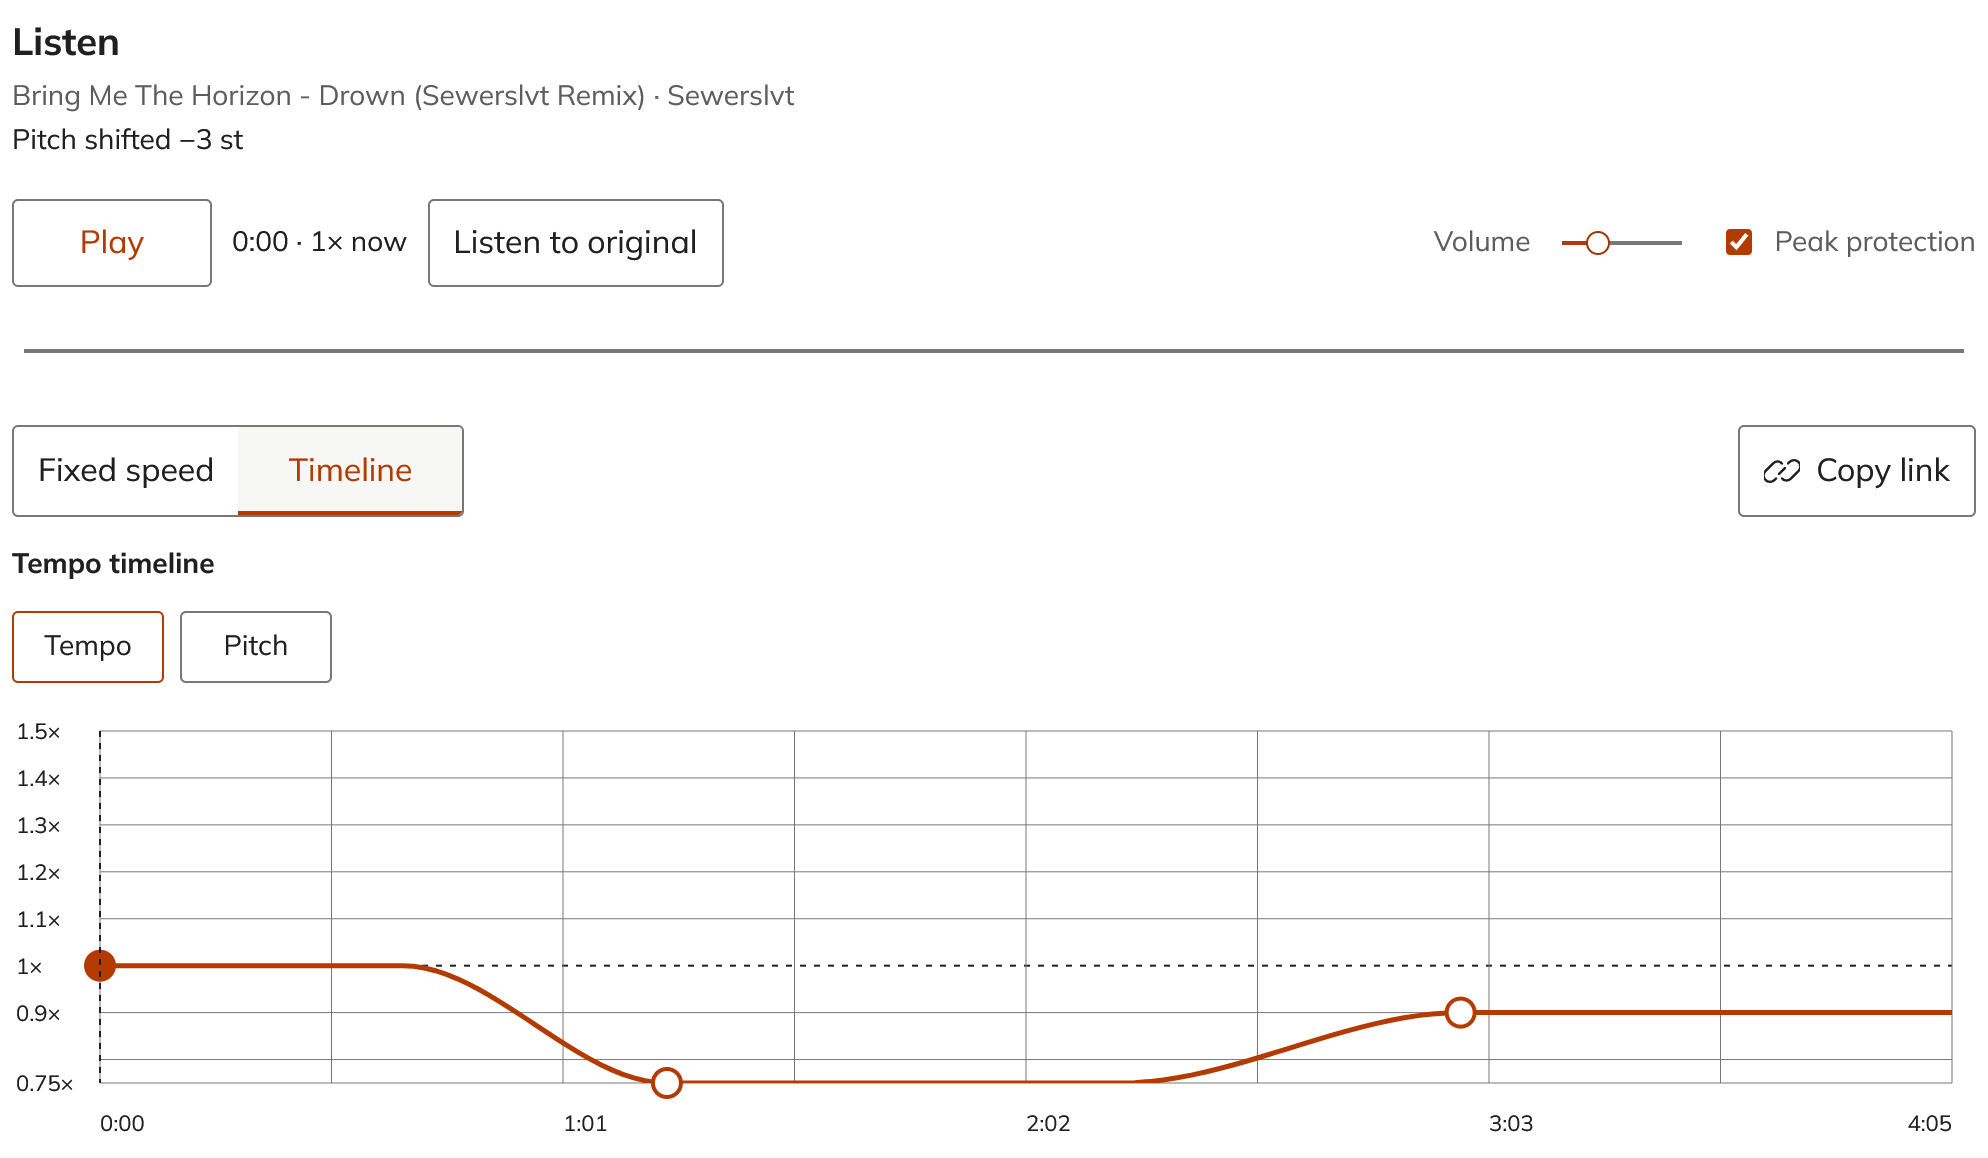 Listen
Bring Me The Horizon - Drown (Sewerslvt Remix) · Sewerslvt
Pitch shifted −3 st
Play
0:00 · 1× now
Listen to original
Volume
Peak protection
Fixed speed
Timeline
Copy link
Tempo timeline
Tempo
Pitch
1.5×
1.4×
1.3×
1.2×
1.1×
1×
0.9×
0.75×
0:00
1:01
2:02
3:03
4:05